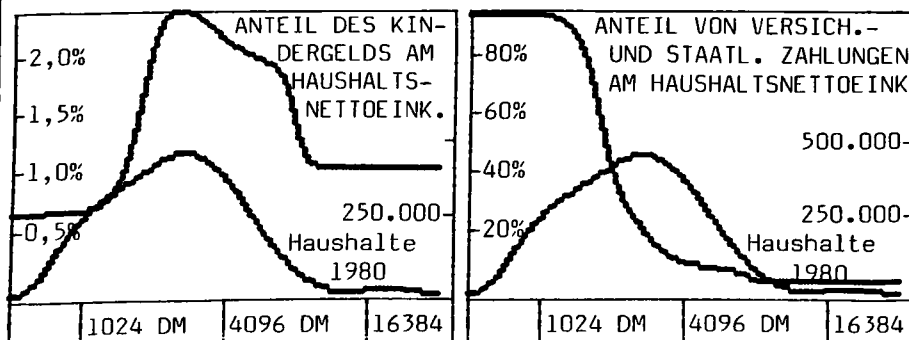 ANTEIL DES KIN-
DERGELDS AM
HAUSHALTS-
NETTOEINK.
2,0%
1,5%
1,0%
0,5%
250.000
Haushalte
1980
1024 DM
4096 DM
16384
ANTEIL VON VERSICH.-
UND STAATL. ZAHLUNGEN
AM HAUSHALTSNETTOEINK
80%
60%
40%
20%
500.000
250.000
Haushalte
1980
1024 DM
4096 DM
16384